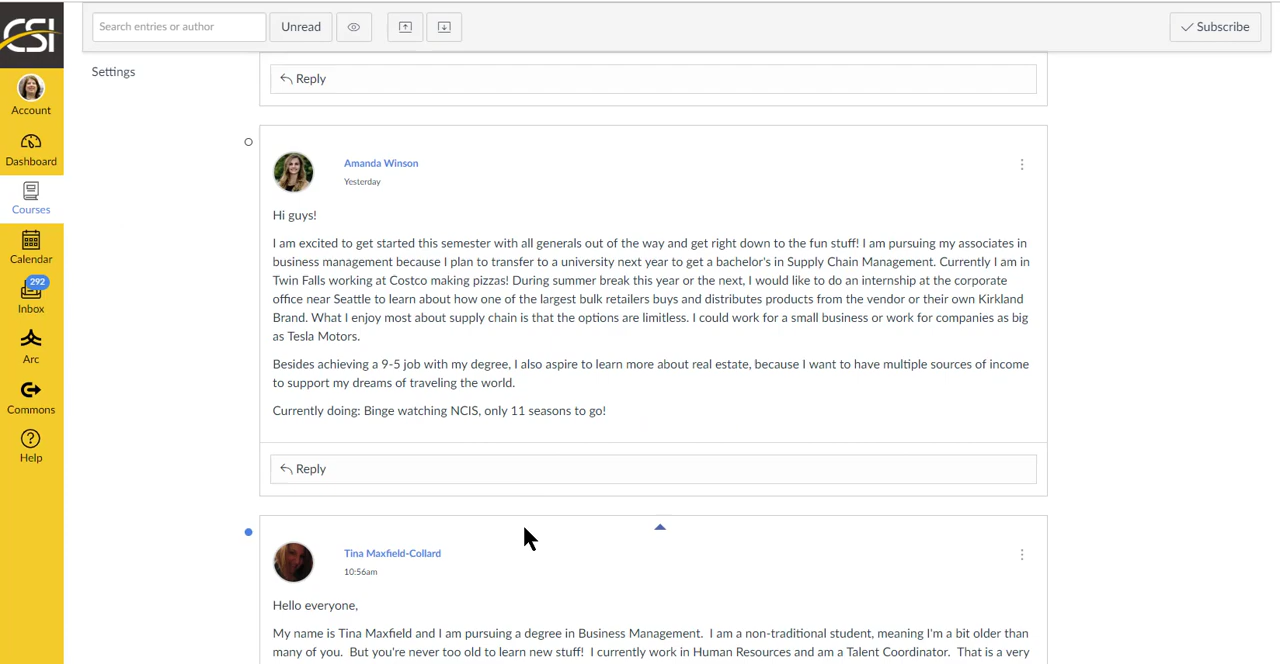 CSI
Search entries or author
Unread
Subscribe
Account
Dashboard
Courses
Calendar
292
Inbox
Arc
Commons
Help
Settings
Reply
Amanda Winson
Yesterday
Hi guys!
I am excited to get started this semester with all generals out of the way and get right down to the fun stuff! I am pursuing my associates in
business management because I plan to transfer to a university next year to get a bachelor's in Supply Chain Management. Currently I am in
Twin Falls working at Costco making pizzas! During summer break this year or the next, I would like to do an internship at the corporate
office near Seattle to learn about how one of the largest bulk retailers buys and distributes products from the vendor or their own Kirkland
Brand. What I enjoy most about supply chain is that the options are limitless. I could work for a small business or work for companies as big
as Tesla Motors.
Besides achieving a 9-5 job with my degree, I also aspire to learn more about real estate, because I want to have multiple sources of income
to support my dreams of traveling the world.
Currently doing: Binge watching NCIS, only 11 seasons to go!
Reply
Tina Maxfield-Collard
10:56am
Hello everyone,
My name is Tina Maxfield and I am pursuing a degree in Business Management. I am a non-traditional student, meaning I'm a bit older than
many of you. But you're never too old to learn new stuff! I currently work in Human Resources and am a Talent Coordinator. That is a very